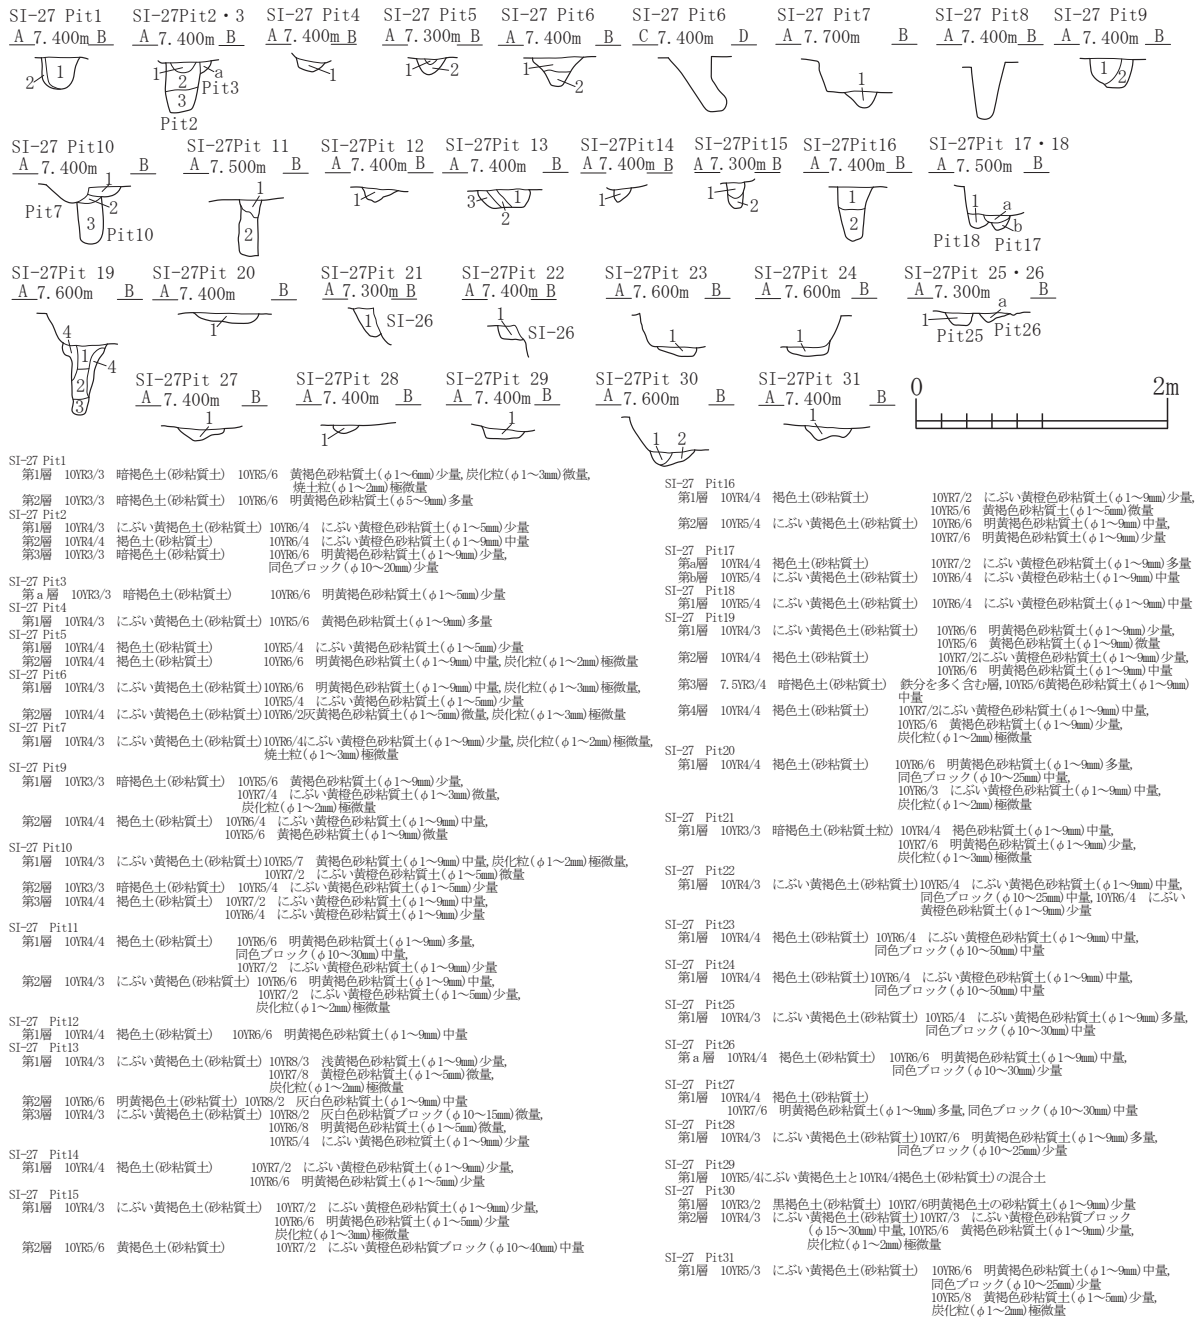 SI-27 Pit1 SI-27Pit2・3 SI-27 Pit4 SI-27 Pit5 SI-27 Pit6 SI-27 Pit6 SI-27 Pit7 SI-27 Pit8 SI-27 Pit9
A 7.400m B A 7.400m B A 7.400m B A 7.300m B A 7.400m B C 7.400m D A 7.700m B A 7.400m B A 7.400m B
2 1 1 2 3 a Pit3 1 1 2 1 2 1 1 2
Pit2
SI-27 Pit10 SI-27Pit 11 SI-27Pit 12 SI-27Pit 13 SI-27Pit14 SI-27Pit15 SI-27Pit16 SI-27Pit 17・18
A 7.400m B A 7.500m B A 7.400m B A 7.400m B A 7.400m B A 7.300m B A 7.400m B A 7.500m B
1 2 3 Pit7 Pit10 1 2 1 3 1 2 1 1 2 1 2 1 a b Pit18 Pit17
SI-27Pit 19 SI-27Pit 20 SI-27Pit 21 SI-27Pit 22 SI-27Pit 23 SI-27Pit 24 SI-27Pit 25・26
A 7.600m B A 7.400m B A 7.300m B A 7.400m B A 7.600m B A 7.600m B A 7.300m B
4 1 4 2 3 1 1 SI-26 1 SI-26 1 1 1 a Pit25 Pit26
SI-27Pit 27 SI-27Pit 28 SI-27Pit 29 SI-27Pit 30 SI-27Pit 31
A 7.400m B A 7.400m B A 7.400m B A 7.600m B A 7.400m B
1 1 1 1 2 1
0 2m
SI-27 Pit1
第1層 10YR3/3 暗褐色土(砂粘質土) 10YR5/6 黄褐色砂粘質土(φ1～6mm)少量,炭化粒(φ1～3mm)微量,
焼土粒(φ1～2mm)極微量
第2層 10YR3/3 暗褐色土(砂粘質土) 10YR6/6 明黄褐色砂粘質土(φ5～9mm)多量
SI-27 Pit2
第1層 10YR4/3 にぶい黄褐色土(砂粘質土) 10YR6/4 にぶい黄橙色砂粘質土(φ1～5mm)少量
第2層 10YR4/4 褐色土(砂粘質土) 10YR6/4 にぶい黄橙色砂粘質土(φ1～9mm)中量
第3層 10YR3/3 暗褐色土(砂粘質土) 10YR6/6 明黄褐色砂粘質土(φ1～9mm)少量,
同色ブロック(φ10～20mm)少量
SI-27 Pit3
第a層 10YR3/3 暗褐色土(砂粘質土) 10YR6/6 明黄褐色砂粘質土(φ1～5mm)少量
SI-27 Pit4
第1層 10YR4/3 にぶい黄褐色土(砂粘質土) 10YR5/6 黄褐色砂粘質土(φ1～9mm)多量
SI-27 Pit5
第1層 10YR4/4 褐色土(砂粘質土) 10YR5/4 にぶい黄褐色砂粘質土(φ1～5mm)少量
第2層 10YR4/4 褐色土(砂粘質土) 10YR6/6 明黄褐色砂粘質土(φ1～9mm)中量,炭化粒(φ1～2mm)極微量
SI-27 Pit6
第1層 10YR4/3 にぶい黄褐色土(砂粘質土)10YR6/6 明黄褐色砂粘質土(φ1～9mm)中量,炭化粒(φ1～3mm)極微量,
10YR5/4 にぶい黄褐色砂粘質土(φ1～5mm)少量
第2層 10YR4/4 にぶい黄褐色土(砂粘質土)10YR6/2灰黄褐色砂粘質土(φ1～5mm)微量,炭化粒(φ1～3mm)極微量
SI-27 Pit7
第1層 10YR4/3 にぶい黄褐色土(砂粘質土)10YR6/4にぶい黄橙色砂粘質土(φ1～9mm)少量,炭化粒(φ1～2mm)極微量,
焼土粒(φ1～3mm)極微量
SI-27 Pit9
第1層 10YR3/3 暗褐色土(砂粘質土) 10YR5/6 黄褐色砂粘質土(φ1～9mm)少量,
10YR7/4 にぶい黄橙色砂粘質土(φ1～3mm)微量,
炭化粒(φ1～2mm)極微量
第2層 10YR4/4 褐色土(砂粘質土) 10YR6/4 にぶい黄橙色砂粘質土(φ1～9mm)中量,
10YR5/6 黄褐色砂粘質土(φ1～9mm)微量
SI-27 Pit10
第1層 10YR4/3 にぶい黄褐色土(砂粘質土)10YR5/7 黄褐色砂粘質土(φ1～9mm)中量,炭化粒(φ1～2mm)極微量,
10YR7/2 にぶい黄橙色砂粘質土(φ1～5mm)微量
第2層 10YR3/3 暗褐色土(砂粘質土) 10YR5/4 にぶい黄褐色砂粘質土(φ1～5mm)少量
第3層 10YR4/4 褐色土(砂粘質土) 10YR7/2 にぶい黄橙色砂粘質土(φ1～9mm)中量,
10YR6/4 にぶい黄橙色砂粘質土(φ1～9mm)少量
SI-27 Pit11
第1層 10YR4/4 褐色土(砂粘質土) 10YR6/6 明黄褐色砂粘質土(φ1～9mm)多量,
同色ブロック(φ10～30mm)中量,
10YR7/2 にぶい黄橙色砂粘質土(φ1～9mm)少量
第2層 10YR4/3 にぶい黄褐色(砂粘質土) 10YR6/6 明黄褐色砂粘質土(φ1～9mm)中量,
10YR7/2 にぶい黄橙色砂粘質土(φ1～5mm)少量,
炭化粒(φ1～2mm)極微量
SI-27 Pit12
第1層 10YR4/4 褐色土(砂粘質土) 10YR6/6 明黄褐色砂粘質土(φ1～9mm)中量
SI-27 Pit13
第1層 10YR4/3 にぶい黄褐色土(砂粘質土) 10YR8/3 浅黄褐色砂粘質土(φ1～9mm)少量,
10YR7/8 黄橙色砂粘質土(φ1～5mm)微量,
炭化粒(φ1～2mm)極微量
第2層 10YR6/6 明黄褐色土(砂粘質土) 10YR8/2 灰白色砂粘質土(φ1～9mm)中量
第3層 10YR4/3 にぶい黄褐色土(砂粘質土) 10YR8/2 灰白色砂粘質ブロック(φ10～15mm)微量,
10YR6/8 明黄褐色砂粘質土(φ1～5mm)微量,
10YR5/4 にぶい黄褐色砂粒質土(φ1～9mm)少量
SI-27 Pit14
第1層 10YR4/4 褐色土(砂粘質土) 10YR7/2 にぶい黄橙色砂粘質土(φ1～9mm)少量,
10YR6/6 明黄褐色砂粘質土(φ1～5mm)少量
SI-27 Pit15
第1層 10YR4/3 にぶい黄褐色土(砂粘質土) 10YR7/2 にぶい黄橙色砂粘質土(φ1～9mm)少量,
10YR6/6 明黄褐色砂粘質土(φ1～5mm)少量
炭化粒(φ1～3mm)極微量
第2層 10YR5/6 黄褐色土(砂粘質土) 10YR7/2 にぶい黄橙色砂粘質ブロック(φ10～40mm)中量
SI-27 Pit16
第1層 10YR4/4 褐色土(砂粘質土) 10YR7/2 にぶい黄橙色砂粘質土(φ1～9mm)少量,
10YR5/6 黄褐色砂粘質土(φ1～5mm)微量
第2層 10YR5/4 にぶい黄褐色土(砂粘質土) 10YR6/6 明黄褐色砂粘質土(φ1～9mm)中量,
10YR7/6 明黄褐色砂粘質土(φ1～9mm)少量
SI-27 Pit17
第a層 10YR4/4 褐色土(砂粘質土) 10YR7/2 にぶい黄橙色砂粘質土(φ1～9mm)多量
第b層 10YR5/4 にぶい黄褐色土(砂粘質土) 10YR6/4 にぶい黄橙色砂粘土(φ1～9mm)中量
SI-27 Pit18
第1層 10YR5/4 にぶい黄褐色土(砂粘質土) 10YR6/4 にぶい黄橙色砂粘質土(φ1～9mm)中量
SI-27 Pit19
第1層 10YR4/3 にぶい黄褐色土(砂粘質土) 10YR6/6 明黄褐色砂粘質土(φ1～9mm)少量,
10YR5/6 黄褐色砂粘質土(φ1～9mm)微量
第2層 10YR4/4 褐色土(砂粘質土) 10YR7/2にぶい黄橙色砂粘質土(φ1～9mm)少量,
10YR6/6 明黄褐色砂粘質土(φ1～9mm)中量
第3層 7.5YR3/4 暗褐色土(砂粘質土) 鉄分を多く含む層,10YR5/6黄褐色砂粘質土(φ1～9mm)
中量
第4層 10YR4/4 褐色土(砂粘質土) 10YR7/2にぶい黄橙色砂粘質土(φ1～9mm)中量,
10YR5/6 黄褐色砂粘質土(φ1～9mm)少量,
炭化粒(φ1～2mm)極微量
SI-27 Pit20
第1層 10YR4/4 褐色土(砂粘質土) 10YR6/6 明黄褐色砂粘質土(φ1～9mm)多量,
同色ブロック(φ10～25mm)中量,
10YR6/3 にぶい黄橙色砂粘質土(φ1～9mm)中量,
炭化粒(φ1～2mm)極微量
SI-27 Pit21
第1層 10YR3/3 暗褐色土(砂粘質土粒) 10YR4/4 褐色砂粘質土(φ1～9mm)中量,
10YR7/6 明黄褐色砂粘質土(φ1～9mm)少量,
炭化粒(φ1～3mm)極微量
SI-27 Pit22
第1層 10YR4/3 にぶい黄褐色土(砂粘質土)10YR5/4 にぶい黄褐色砂粘質土(φ1～9mm)中量,
同色ブロック(φ10～25mm)中量,10YR6/4 にぶい
黄橙色砂粘質土(φ1～9mm)少量
SI-27 Pit23
第1層 10YR4/4 褐色土(砂粘質土) 10YR6/4 にぶい黄橙色砂粘質土(φ1～9mm)中量,
同色ブロック(φ10～50mm)中量
SI-27 Pit24
第1層 10YR4/4 褐色土(砂粘質土)10YR6/4 にぶい黄橙色砂粘質土(φ1～9mm)中量,
同色ブロック(φ10～50mm)中量
SI-27 Pit25
第1層 10YR4/3 にぶい黄褐色土(砂粘質土) 10YR5/4 にぶい黄褐色砂粘質土(φ1～9mm)多量,
同色ブロック(φ10～30mm)中量
SI-27 Pit26
第a層 10YR4/4 褐色土(砂粘質土) 10YR6/6 明黄褐色砂粘質土(φ1～9mm)中量,
同色ブロック(φ10～30mm)少量
SI-27 Pit27
第1層 10YR4/4 褐色土(砂粘質土)
10YR7/6 明黄褐色砂粘質土(φ1～9mm)多量,同色ブロック(φ10～30mm)中量
SI-27 Pit28
第1層 10YR4/3 にぶい黄褐色土(砂粘質土)10YR7/6 明黄褐色砂粘質土(φ1～9mm)多量,
同色ブロック(φ10～25mm)少量
SI-27 Pit29
第1層 10YR5/4にぶい黄褐色土と10YR4/4褐色土(砂粘質土)の混合土
SI-27 Pit30
第1層 10YR3/2 黒褐色土(砂粘質土) 10YR7/6明黄褐色土の砂粘質土(φ1～9mm)少量
第2層 10YR4/3 にぶい黄褐色土(砂粘質土)10YR7/3 にぶい黄橙色砂粘質ブロック
(φ15～30mm)中量,10YR5/6 黄褐色砂粘質土(φ1～9mm)少量,
炭化粒(φ1～2mm)極微量
SI-27 Pit31
第1層 10YR5/3 にぶい黄褐色土(砂粘質土) 10YR6/6 明黄褐色砂粘質土(φ1～9mm)中量,
同色ブロック(φ10～25mm)少量
10YR5/8 黄褐色砂粘質土(φ1～5mm)少量,
炭化粒(φ1～2mm)極微量